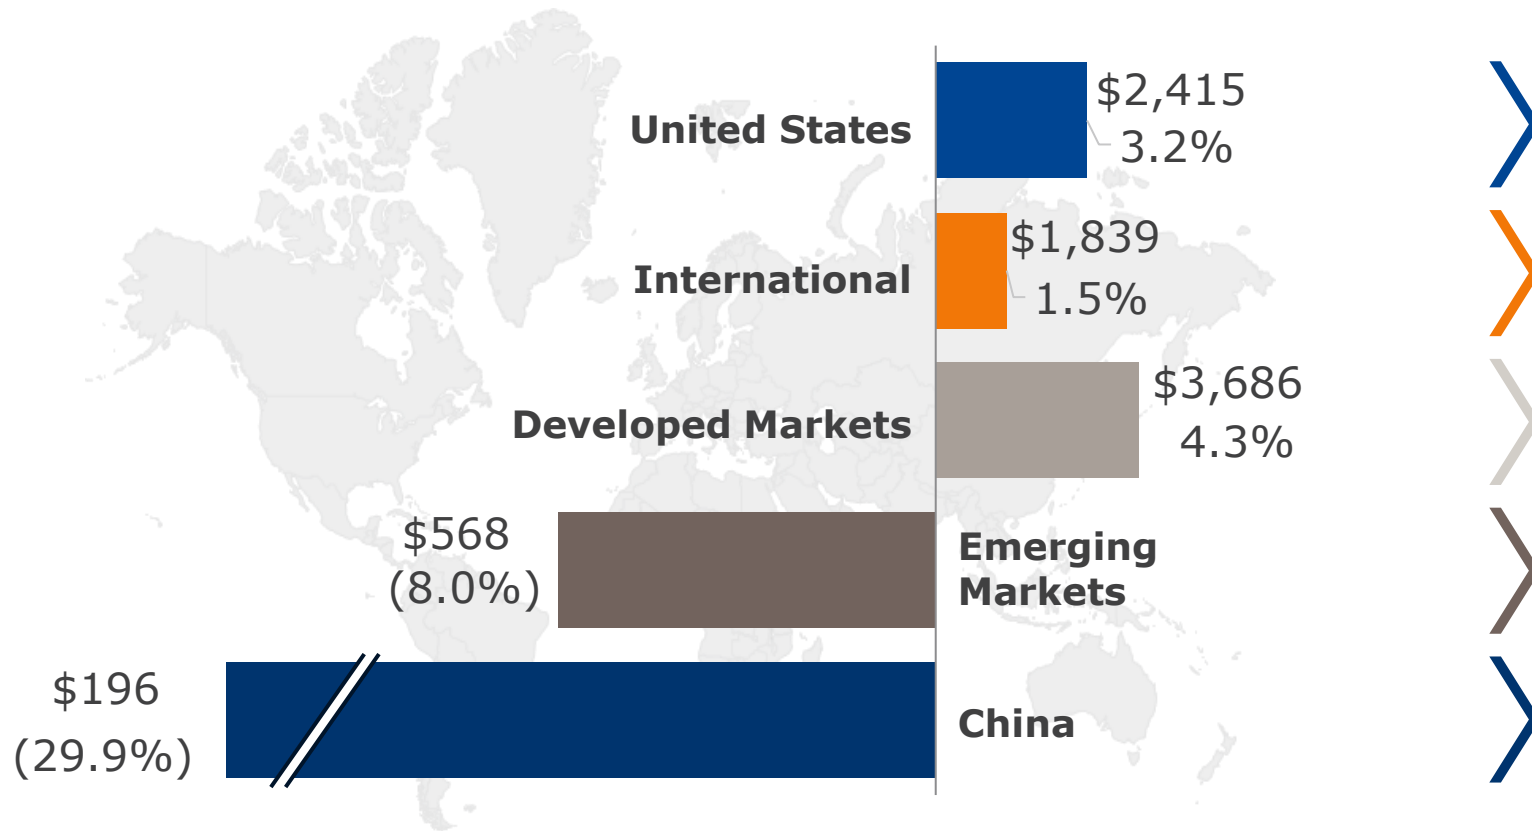 United States
$2,415
3.2%
International
$1,839
1.5%
Developed Markets
$3,686
4.3%
$568
(8.0%)
Emerging
Markets
$196
(29.9%)
China